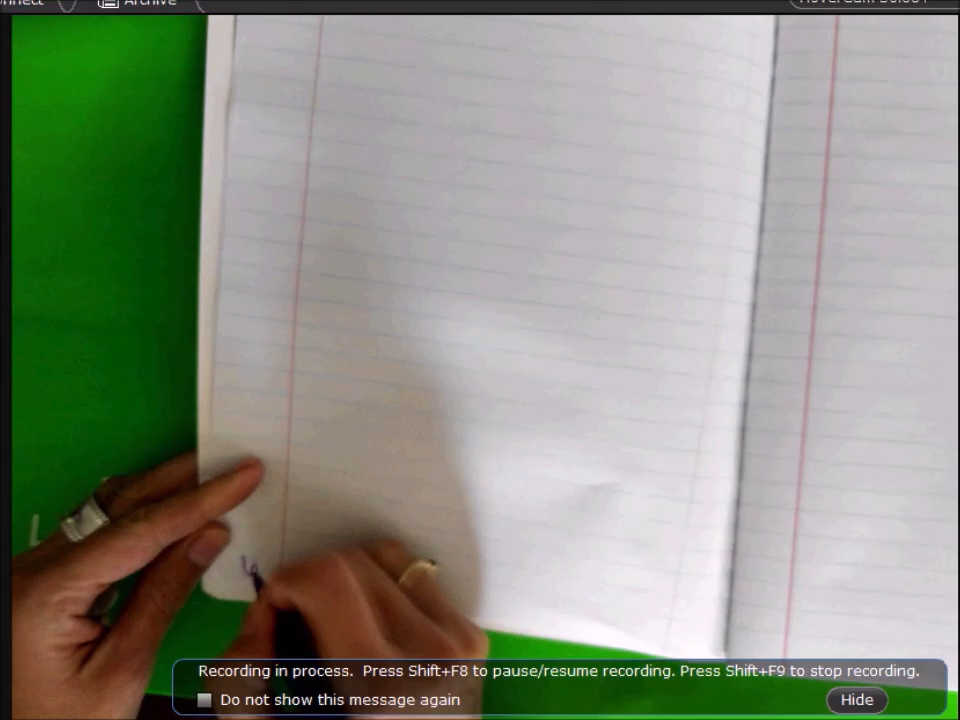 Archive
Recording in process. Press Shift+F8 to pause/resume recording. Press Shift+F9 to stop recording.
Do not show this message again
Hide